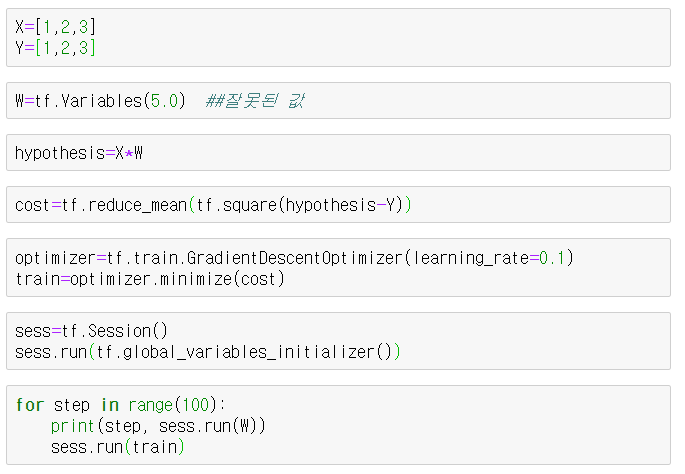 X=[1,2,3]
Y=[1,2,3]
W=tf.Variables(5.0)  ##잘못된 값
hypothesis=X*W
cost=tf.reduce_mean(tf.square(hypothesis-Y))
optimizer=tf.train.GradientDescentOptimizer(learning_rate=0.1)
train=optimizer.minimize(cost)
sess=tf.Session()
sess.run(tf.global_variables_initializer())
for step in range(100):
    print(step, sess.run(W))
    sess.run(train)